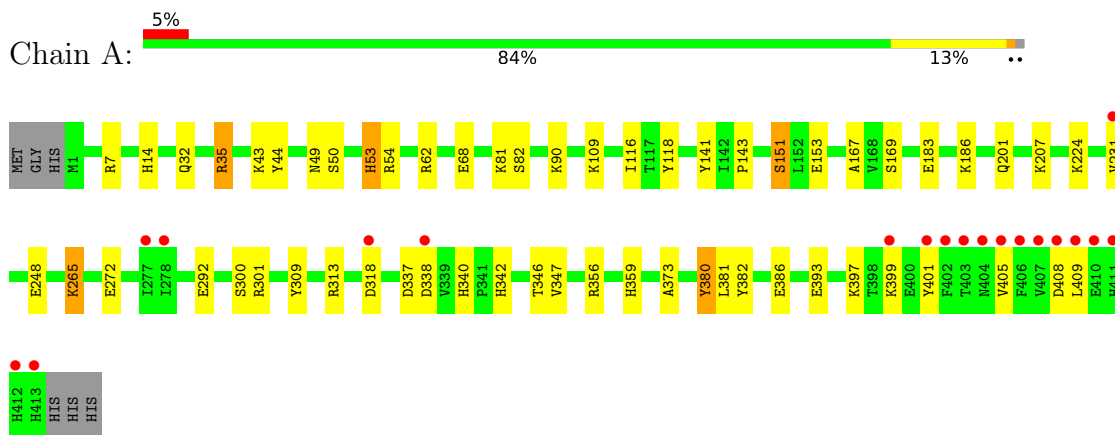 5%
Chain A:
84% 13% ••
MET GLY HIS M1 R7 H14 Q32 R35 K43 Y44 N49 S50 H53 R54 R62 E68 K81 S82 K90 K109 I116 T117 Y118 Y141 I142 P143 S151 L152 E153 A167 V168 S169 E183 K186 Q201 K207 K224
E248 K265 E272 I277 I278 E292 S300 R301 Y309 R313 D318 D337 D338 V339 H340 P341 H342 T346 V347 R356 H359 A373 Y380 L381 Y382 E386 E393 K397 T398 K399 E400 Y401 F402 T403 N404 V405 F406 V407 D408 L409 E410 H411
H412 H413 HIS HIS HIS